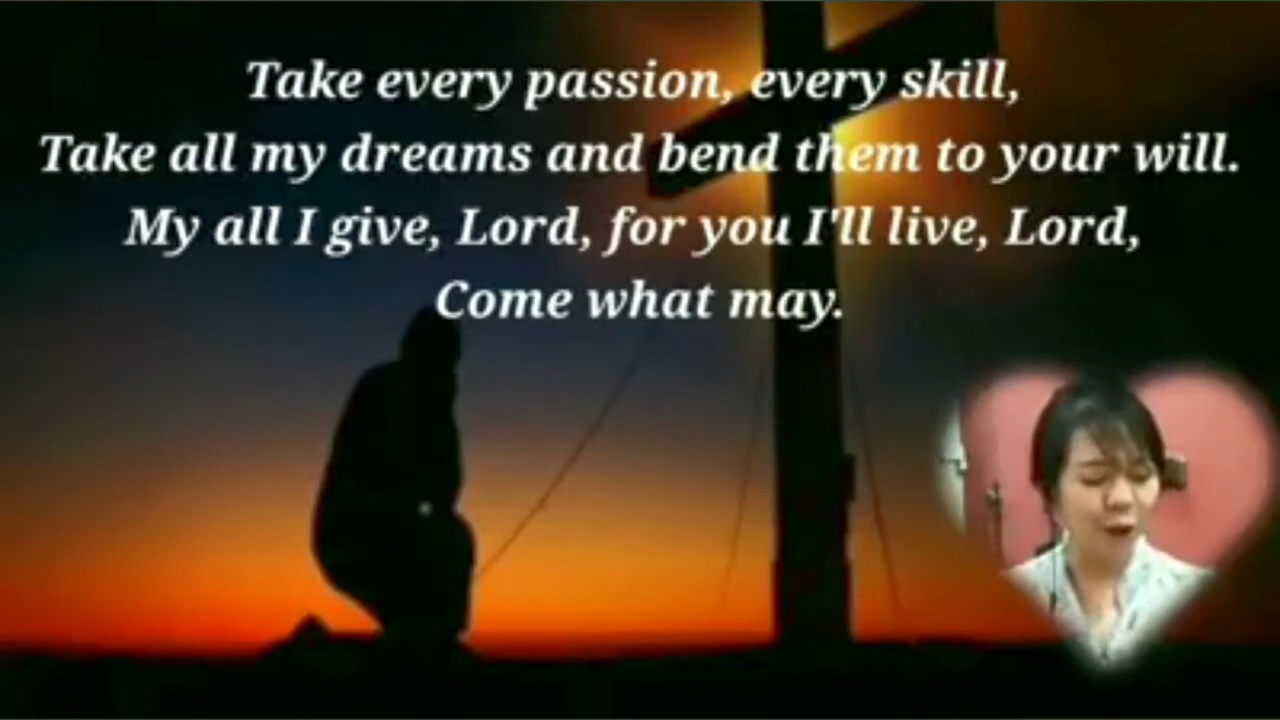 Take every passion, every skill,
Take all my dreams and bend them to your will.
My all I give, Lord, for you I'll live, Lord,
Come what may.